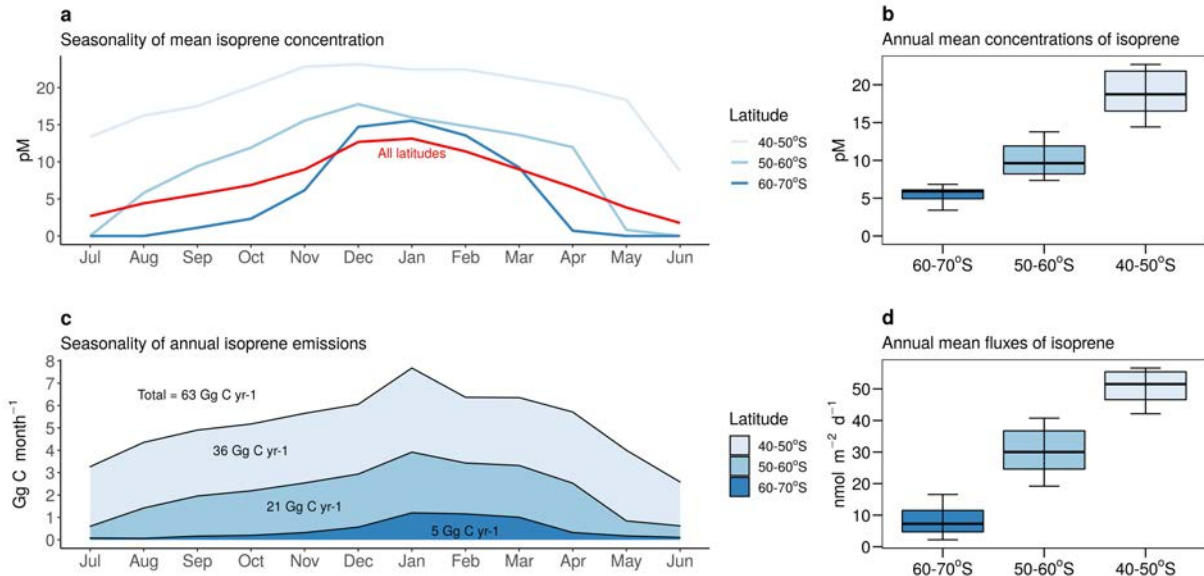 a
Seasonality of mean isoprene concentration
pM
20
15
10
5
0
All latitudes
Jul Aug Sep Oct Nov Dec Jan Feb Mar Apr May Jun
Latitude
40-50°S
50-60°S
60-70°S
b
Annual mean concentrations of isoprene
pM
20
15
10
5
0
60-70°S 50-60°S 40-50°S
c
Seasonality of annual isoprene emissions
Gg C month⁻¹
8
7
6
5
4
3
2
1
0
Total = 63 Gg C yr-1
36 Gg C yr-1
21 Gg C yr-1
5 Gg C yr-1
Jul Aug Sep Oct Nov Dec Jan Feb Mar Apr May Jun
Latitude
40-50°S
50-60°S
60-70°S
d
Annual mean fluxes of isoprene
nmol m⁻² d⁻¹
50
40
30
20
10
0
60-70°S 50-60°S 40-50°S